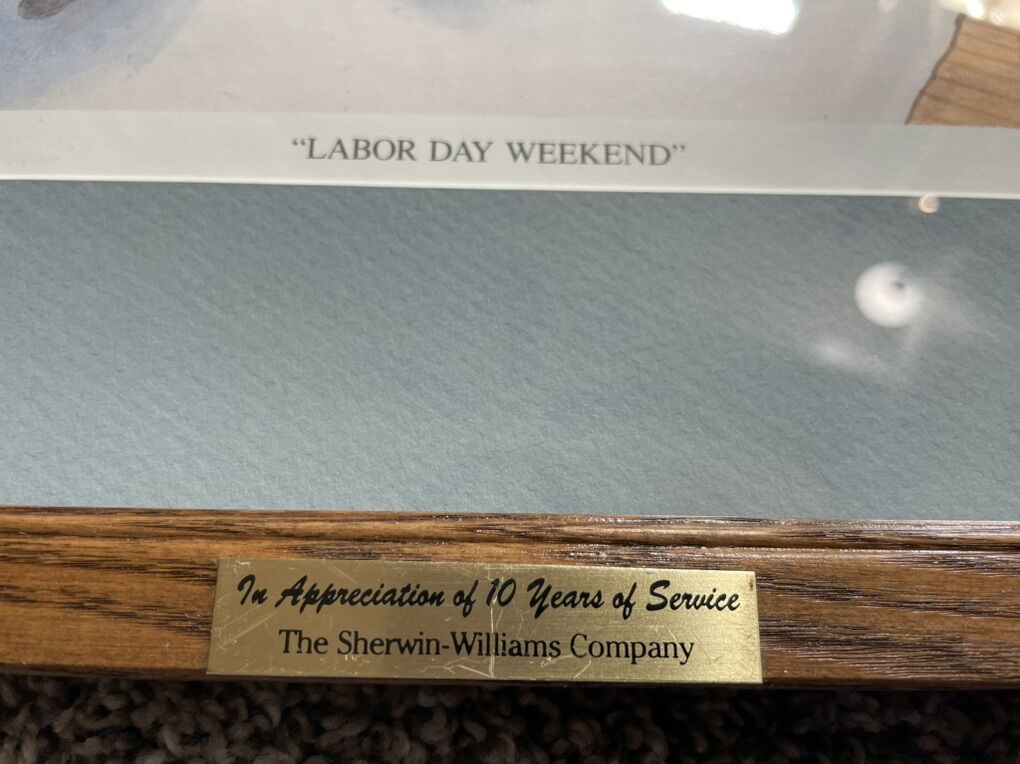 "LABOR DAY WEEKEND"
In Appreciation of 10 Years of Service
The Sherwin-Williams Company